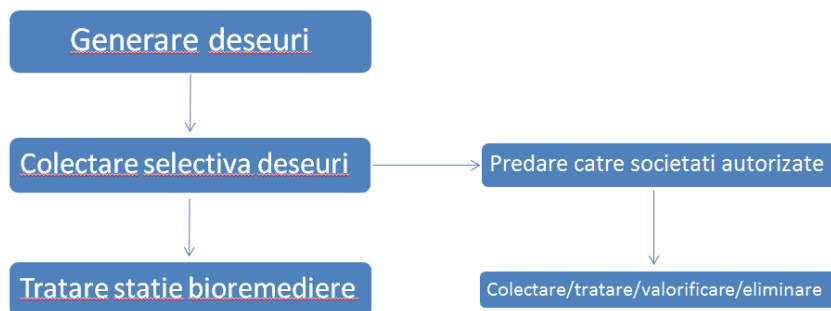 Generare deseuri
Colectare selectiva deseuri
Predare catre societati autorizate
Tratare statie bioremediere
Colectare/tratare/valorificare/eliminare